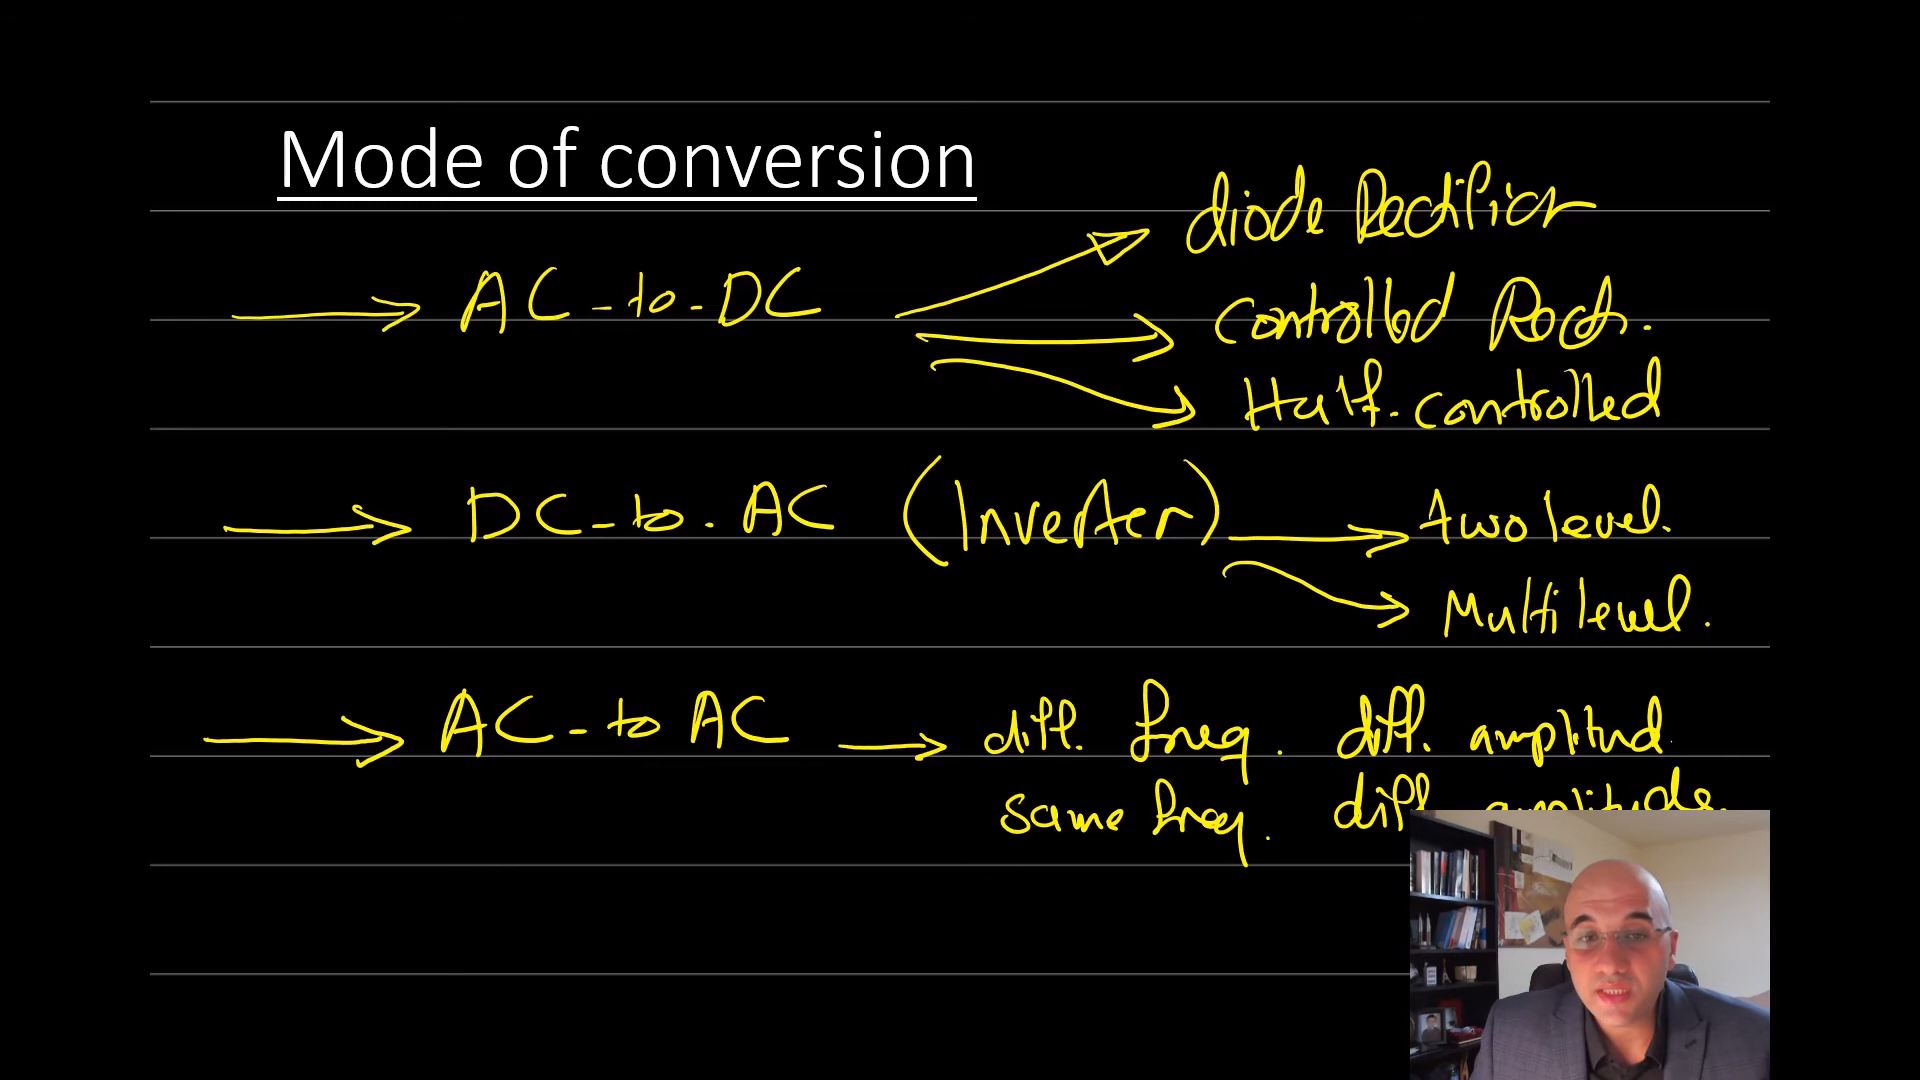 Mode of conversion
diode Rectifier
AC-to-DC
controlled Rect.
Half-controlled
DC-to-AC (Inverter)
Two level.
Multilevel.
AC-to AC diff. freq. diff. amplitud
same freq. diff. amplitude.